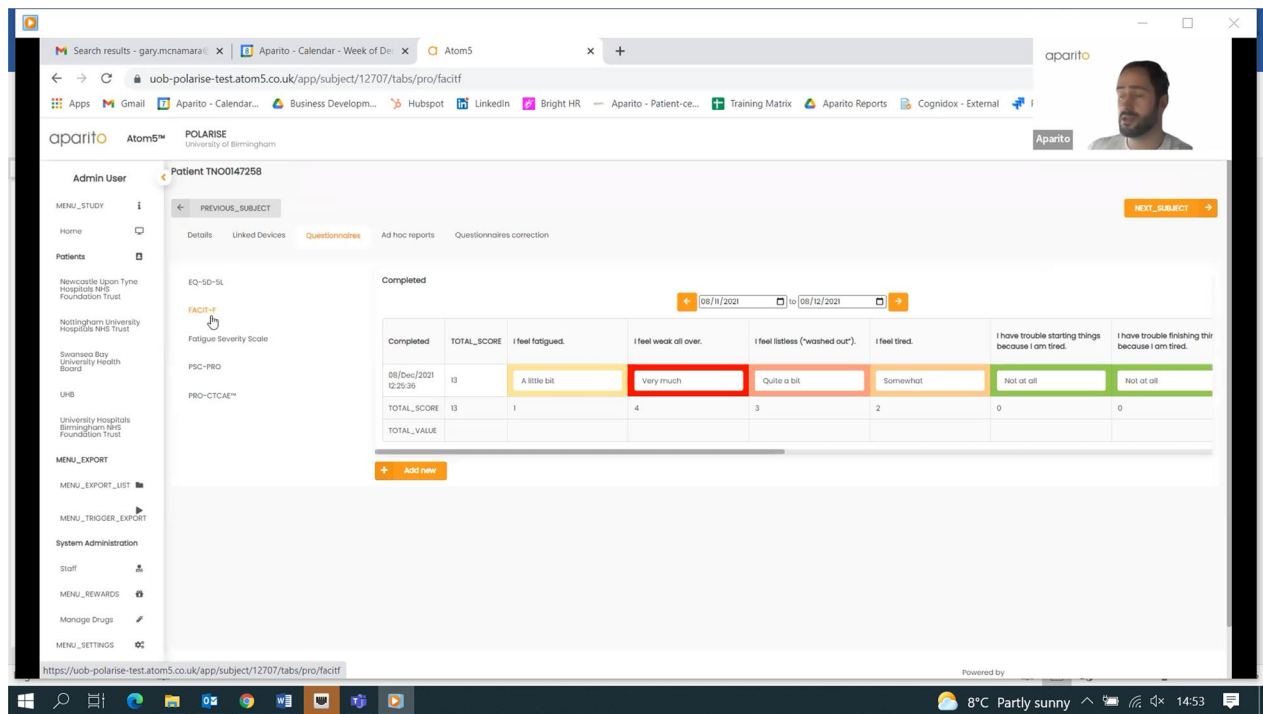 Search results - gary.mcnamara@
Aparito - Calendar - Week of De
Atom5
uob-polarise-test.atom5.co.uk/app/subject/12707/tabs/pro/facitf
Apps
Gmail
Aparito - Calendar...
Business Developm...
Hubspot
LinkedIn
Bright HR
Aparito - Patient-ce...
Training Matrix
Aparito Reports
Cognidox - External
aparito
Aparito
aparito
Atom5™
POLARISE
University of Birmingham
Admin User
MENU_STUDY
Home
Patients
Newcastle Upon Tyne
Hospitals NHS
Foundation Trust
Nottingham University
Hospitals NHS Trust
Swansea Bay
University Health
Board
UHB
University Hospitals
Birmingham NHS
Foundation Trust
MENU_EXPORT
MENU_EXPORT_LIST
MENU_TRIGGER_EXPORT
System Administration
Staff
MENU_REWARDS
Manage Drugs
MENU_SETTINGS
Patient TNO0147258
PREVIOUS_SUBJECT
NEXT_SUBJECT
Details
Linked Devices
Questionnaires
Ad hoc reports
Questionnaires correction
EQ-5D-5L
FACIT-F
Fatigue Severity Scale
PSC-PRO
PRO-CTCAE™
Completed
08/11/2021 to 08/12/2021
Completed TOTAL_SCORE I feel fatigued. I feel weak all over. I feel listless ("washed out"). I feel tired. I have trouble starting things because I am tired. I have trouble finishing thin because I am tired.
08/Dec/2021 12:25:36 13 A little bit Very much Quite a bit Somewhat Not at all Not at all
TOTAL_SCORE 13 1 4 3 2 0 0
TOTAL_VALUE
Add new
https://uob-polarise-test.atom5.co.uk/app/subject/12707/tabs/pro/facitf
Powered by
8°C Partly sunny
14:53